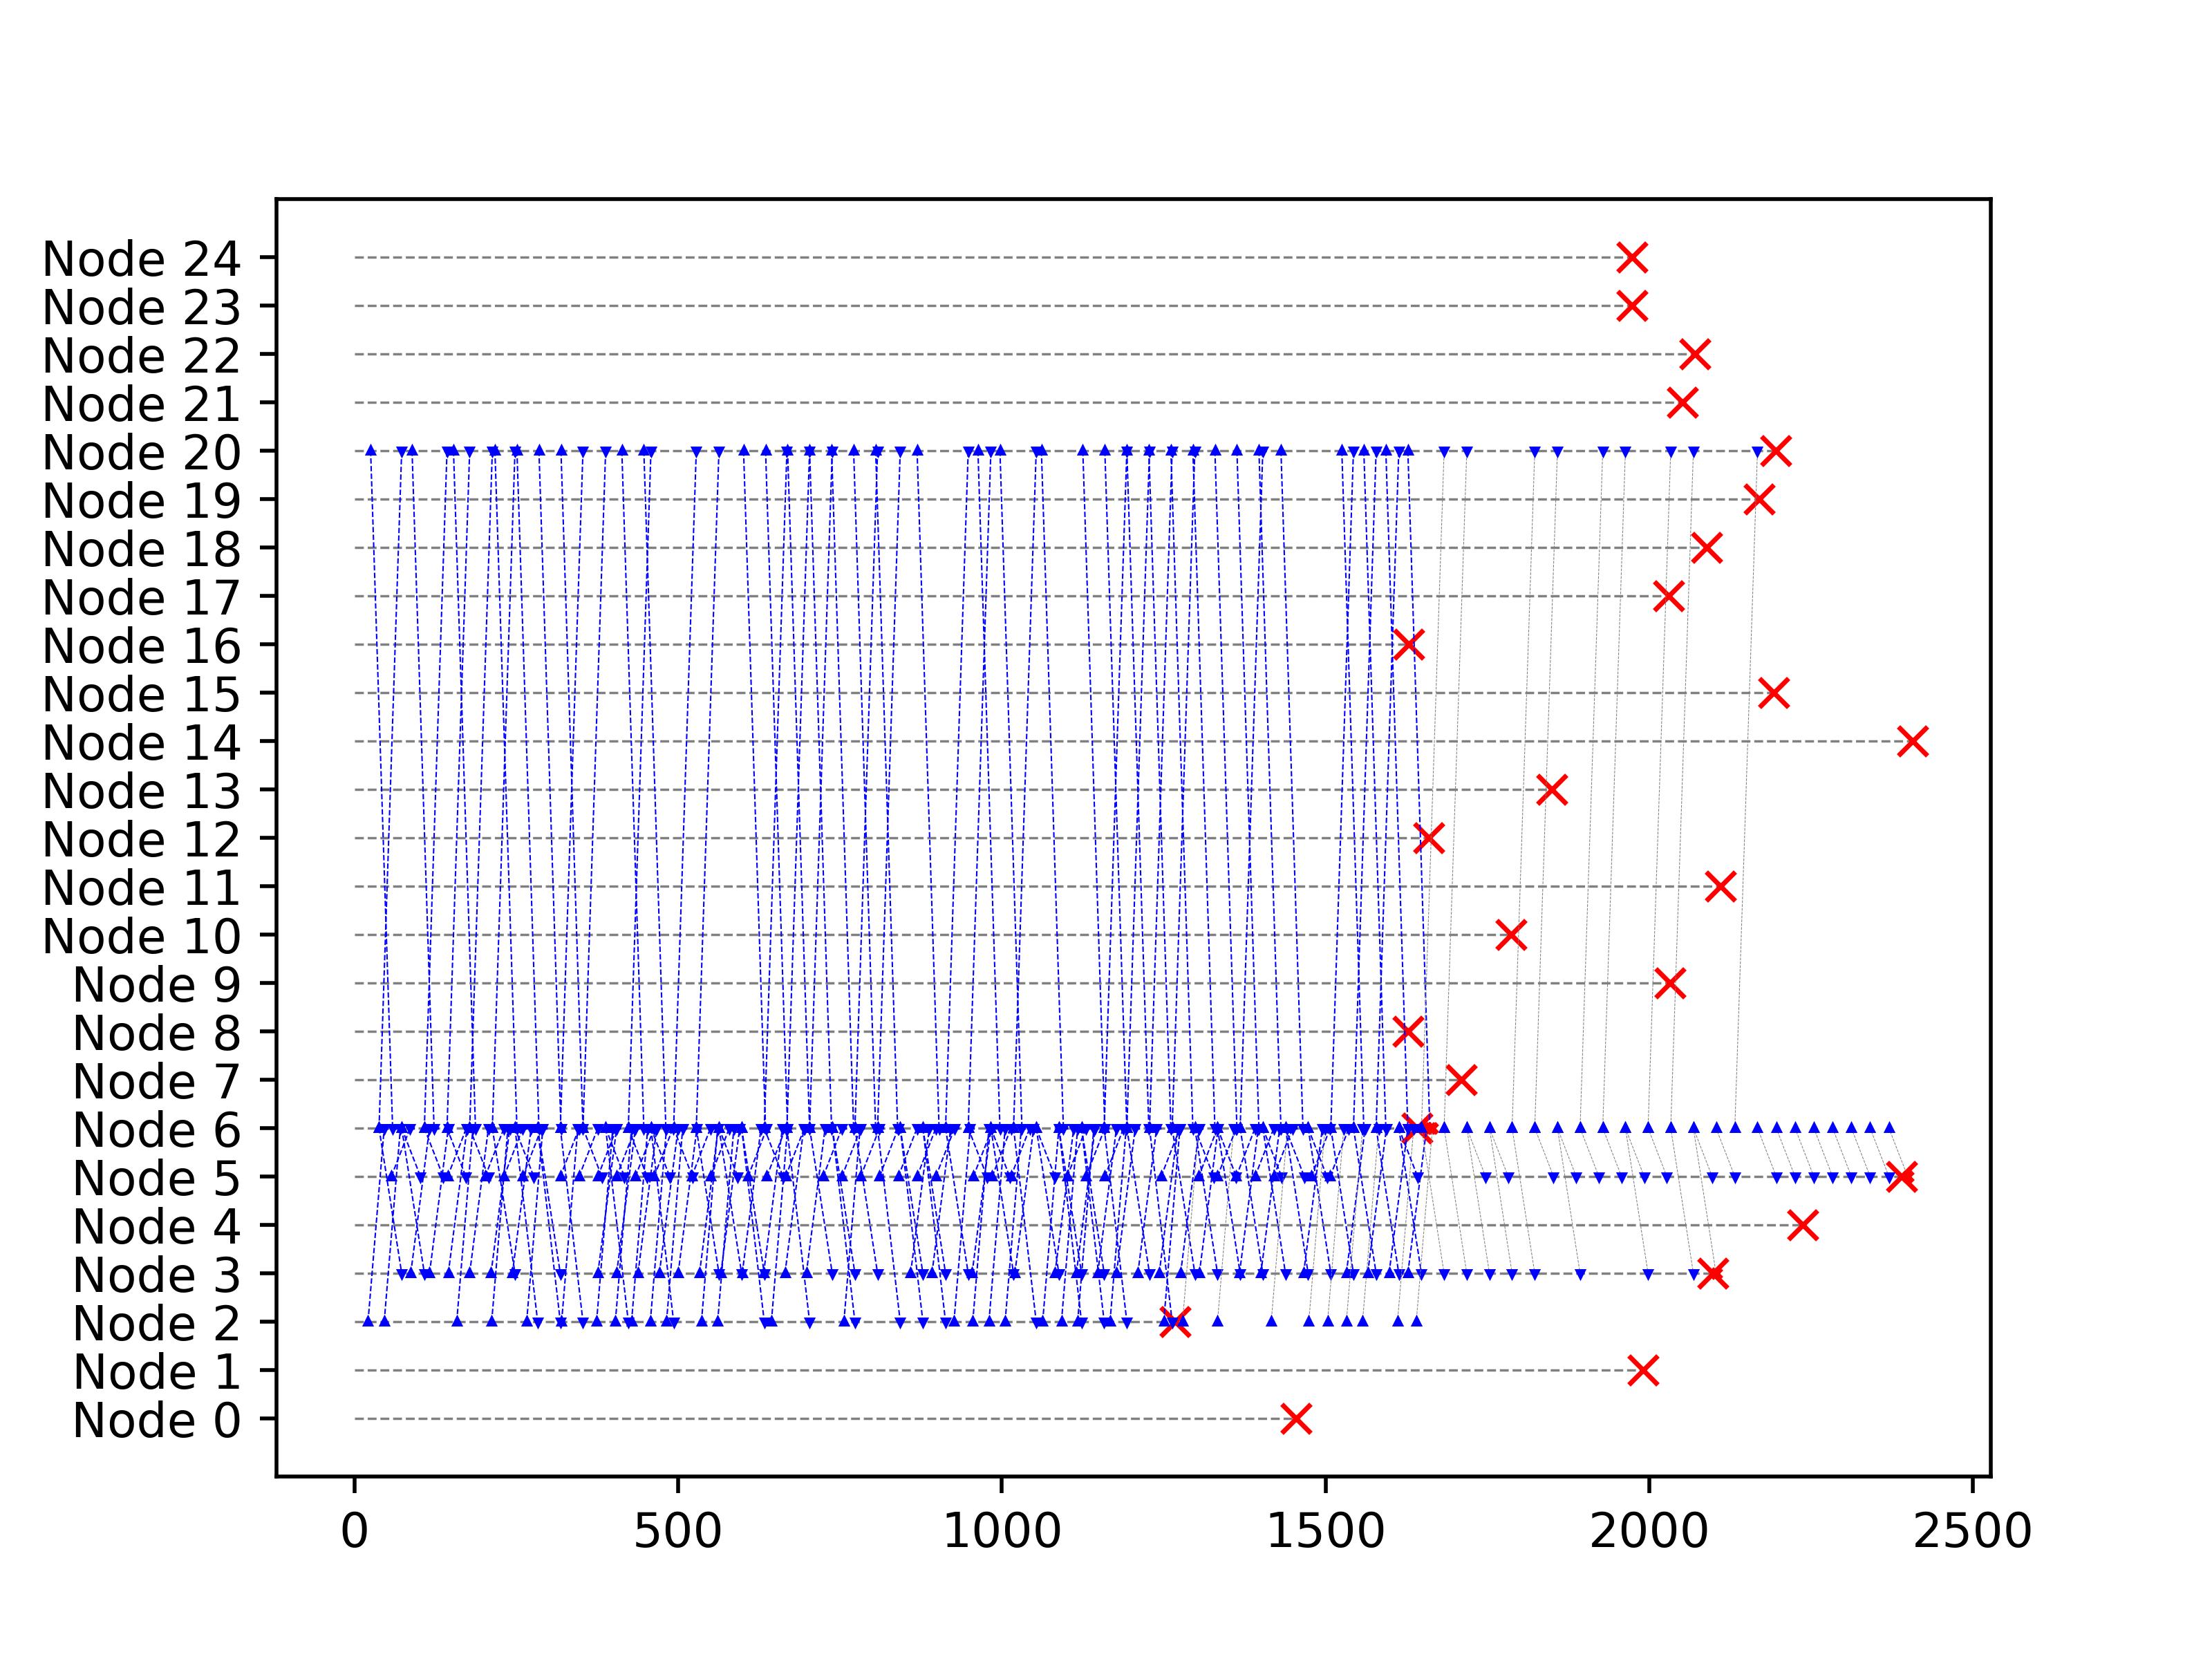 Node 24
Node 23
Node 22
Node 21
Node 20
Node 19
Node 18
Node 17
Node 16
Node 15
Node 14
Node 13
Node 12
Node 11
Node 10
Node 9
Node 8
Node 7
Node 6
Node 5
Node 4
Node 3
Node 2
Node 1
Node 0
0 500 1000 1500 2000 2500